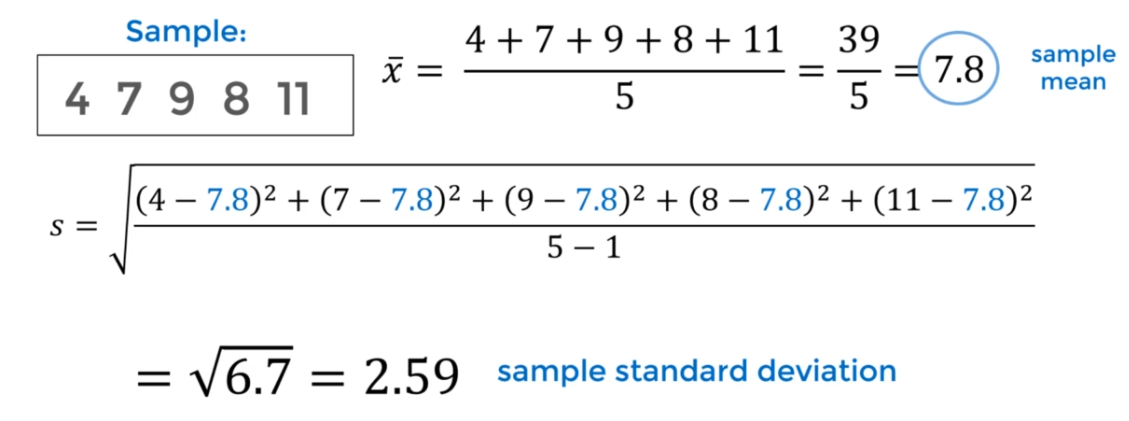 Sample:
4 7 9 8 11
x̄ = (4 + 7 + 9 + 8 + 11)/5 = 39/5 = 7.8
sample
mean
s = √(((4 − 7.8)² + (7 − 7.8)² + (9 − 7.8)² + (8 − 7.8)² + (11 − 7.8)²)/(5 − 1))
= √6.7 = 2.59 sample standard deviation